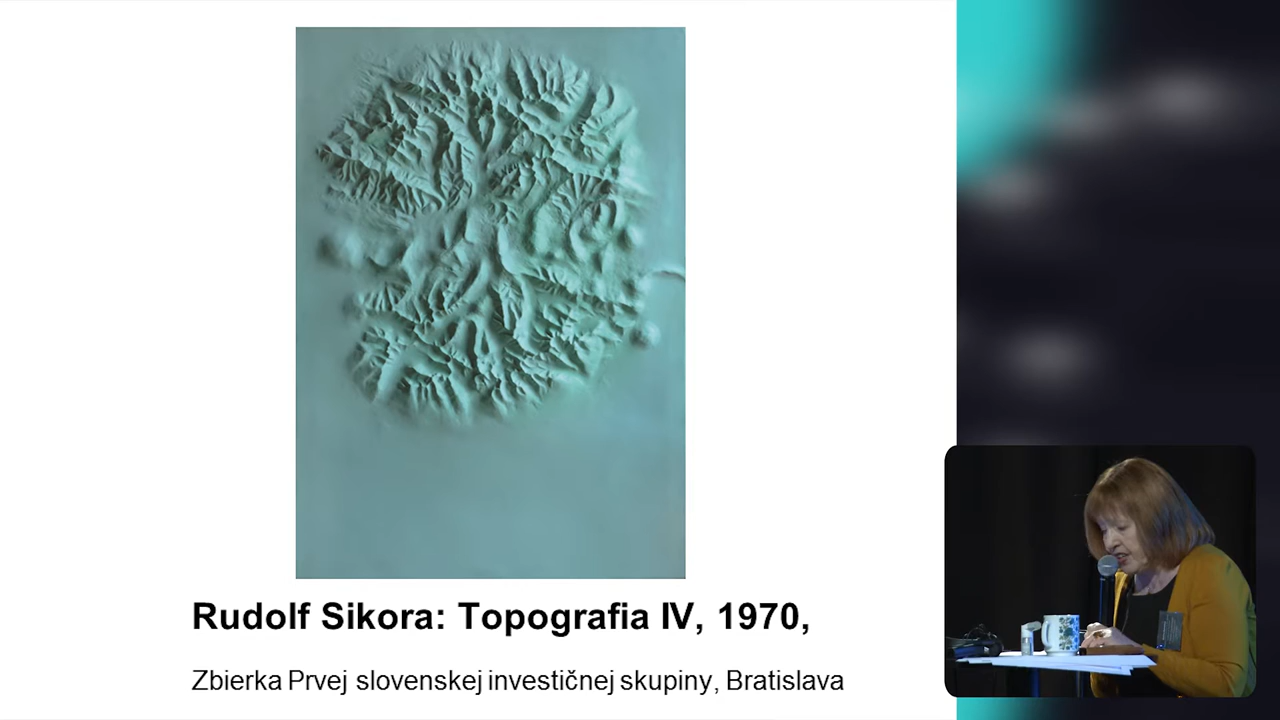 Rudolf Sikora: Topografia IV, 1970,
Zbierka Prvej slovenskej investičnej skupiny, Bratislava